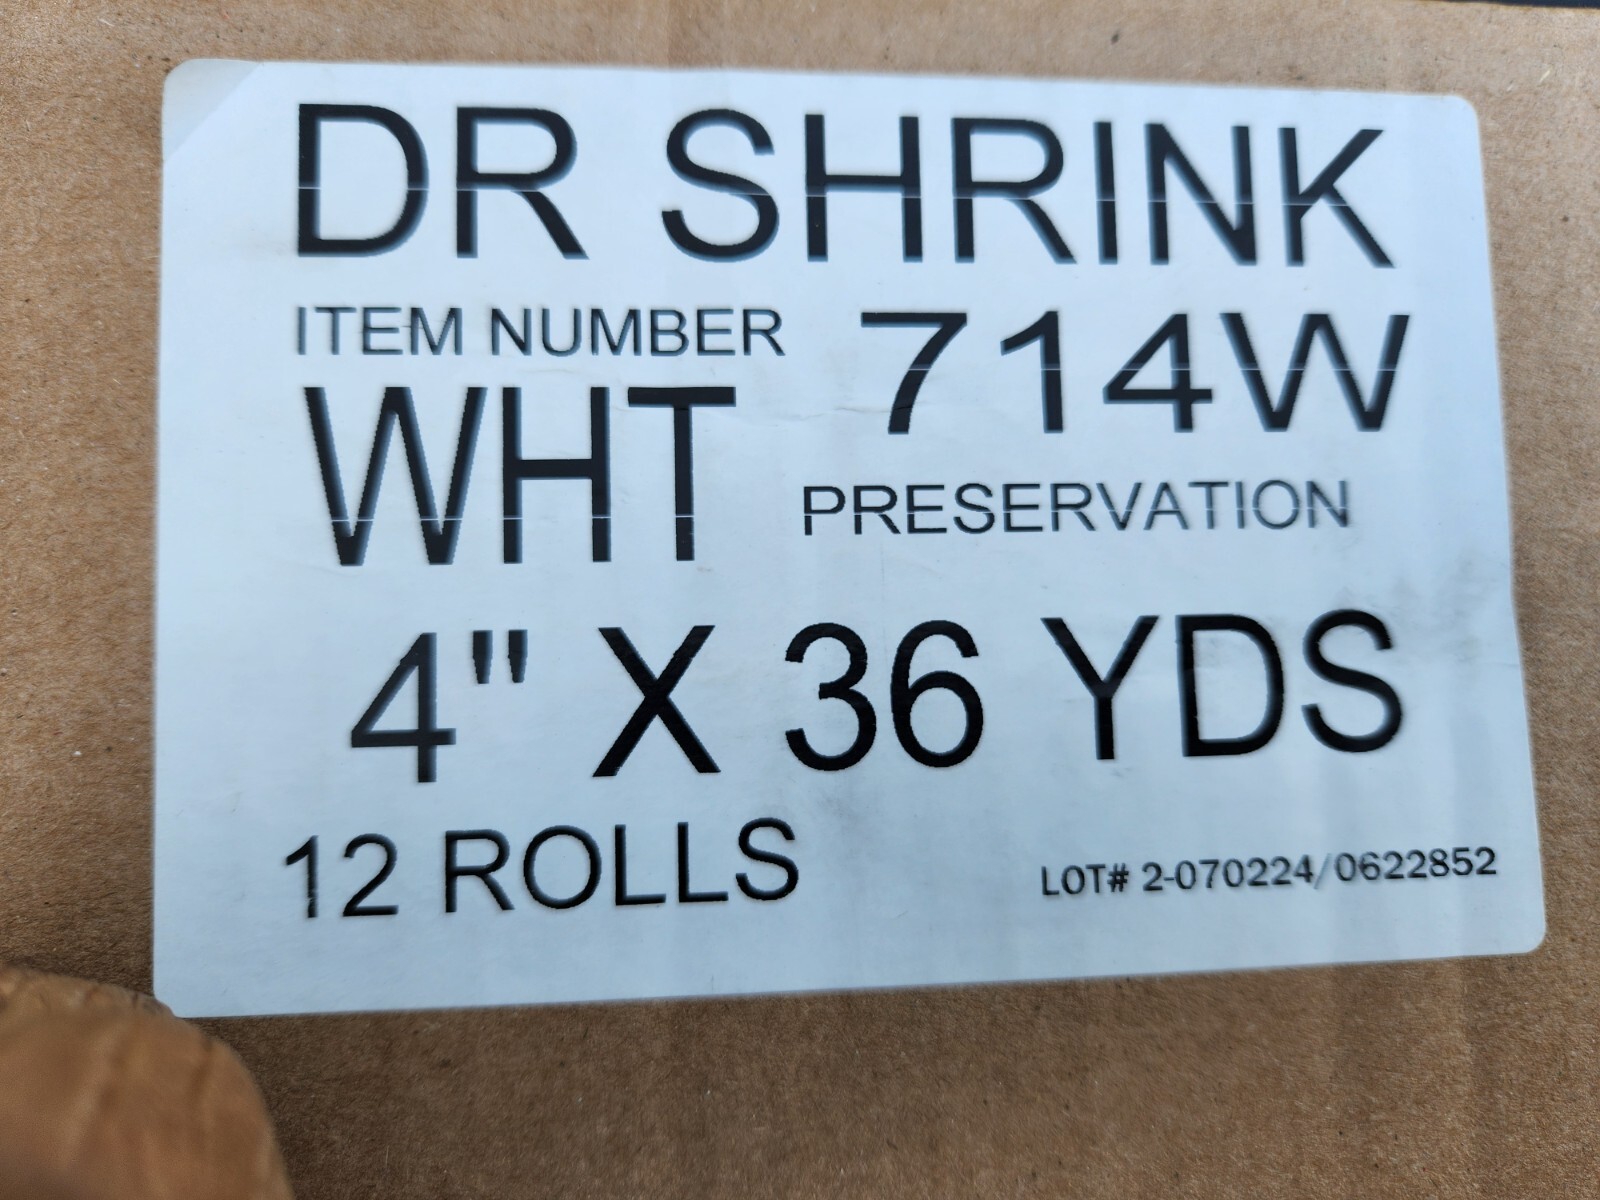 DR SHRINK
ITEM NUMBER 714W
WHT PRESERVATION
4" X 36 YDS
12 ROLLS
LOT# 2-070224/0622852